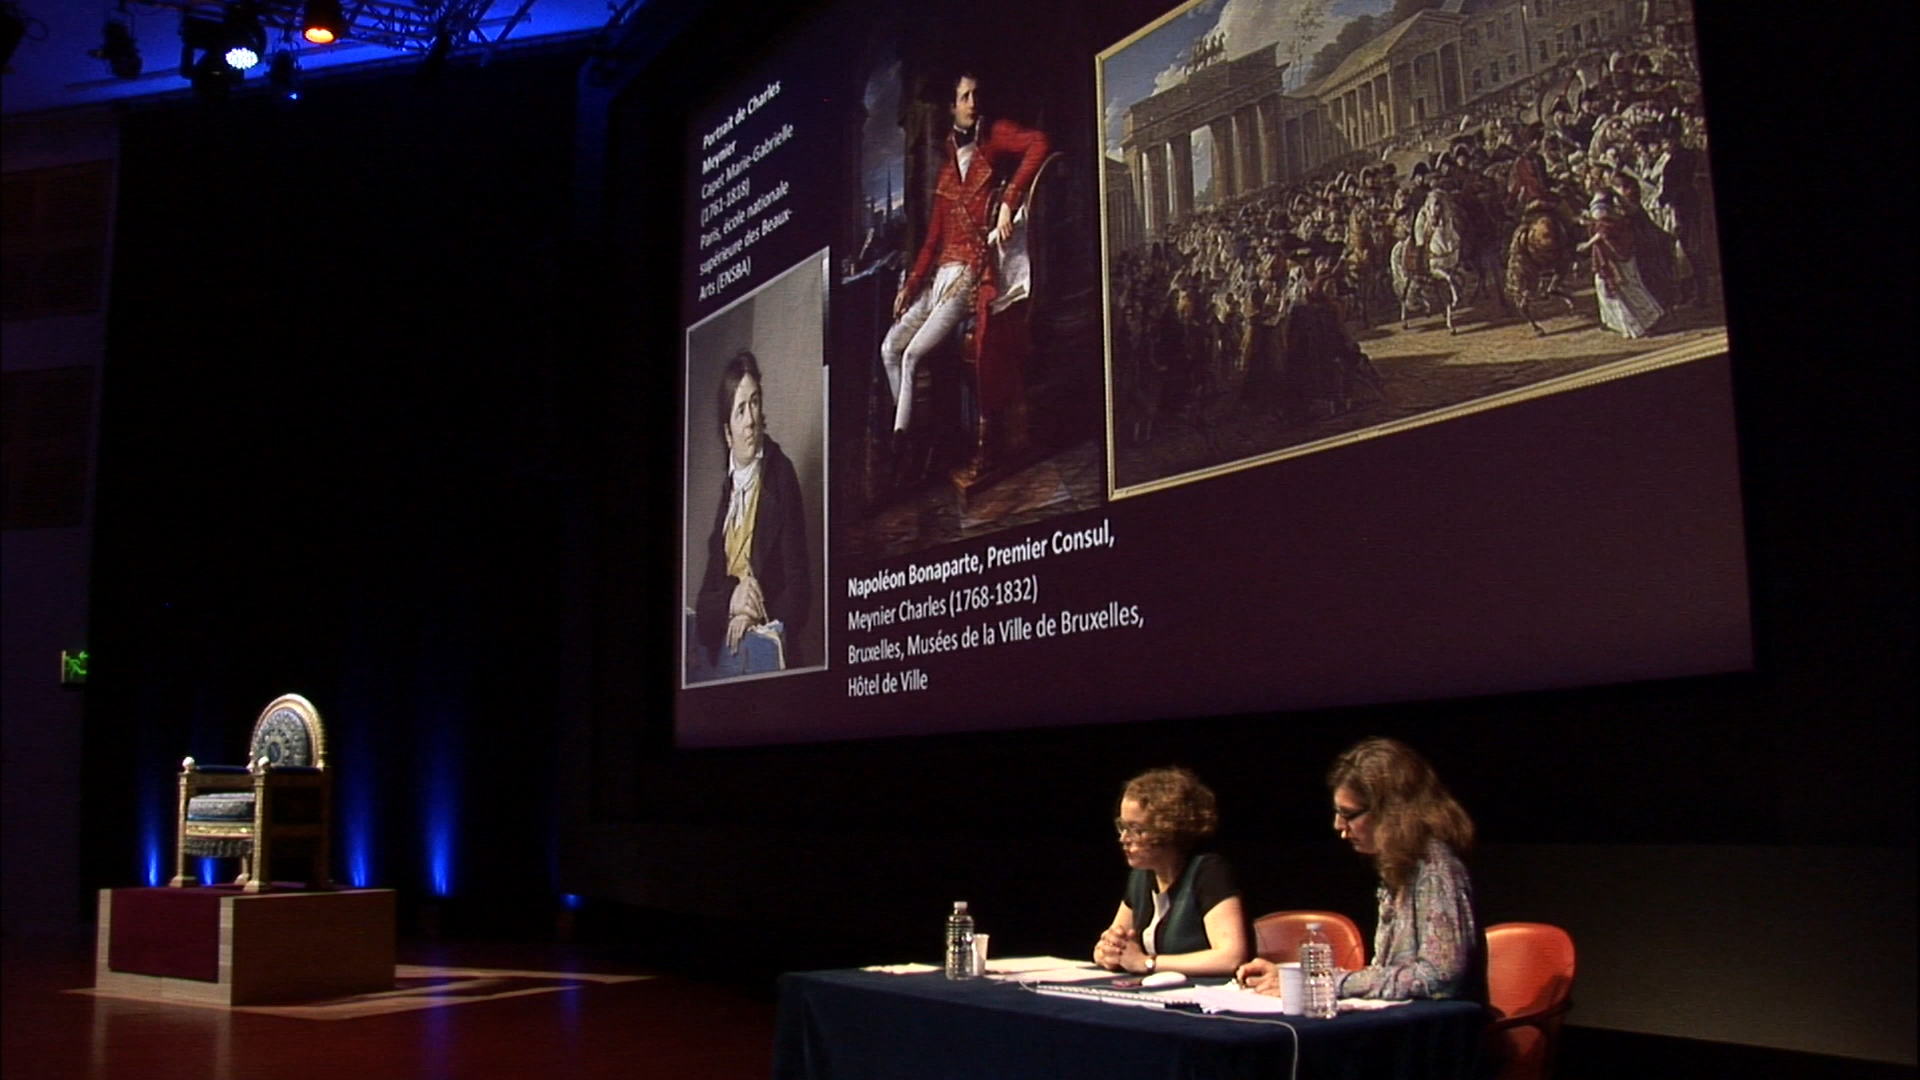 Portrait de Charles
Meynier
Capet Marie-Gabrielle
(1761-1818)
Paris, école nationale
supérieure des Beaux-
Arts (ENSBA)
Napoléon Bonaparte, Premier Consul,
Meynier Charles (1768-1832)
Bruxelles, Musées de la Ville de Bruxelles,
Hôtel de Ville